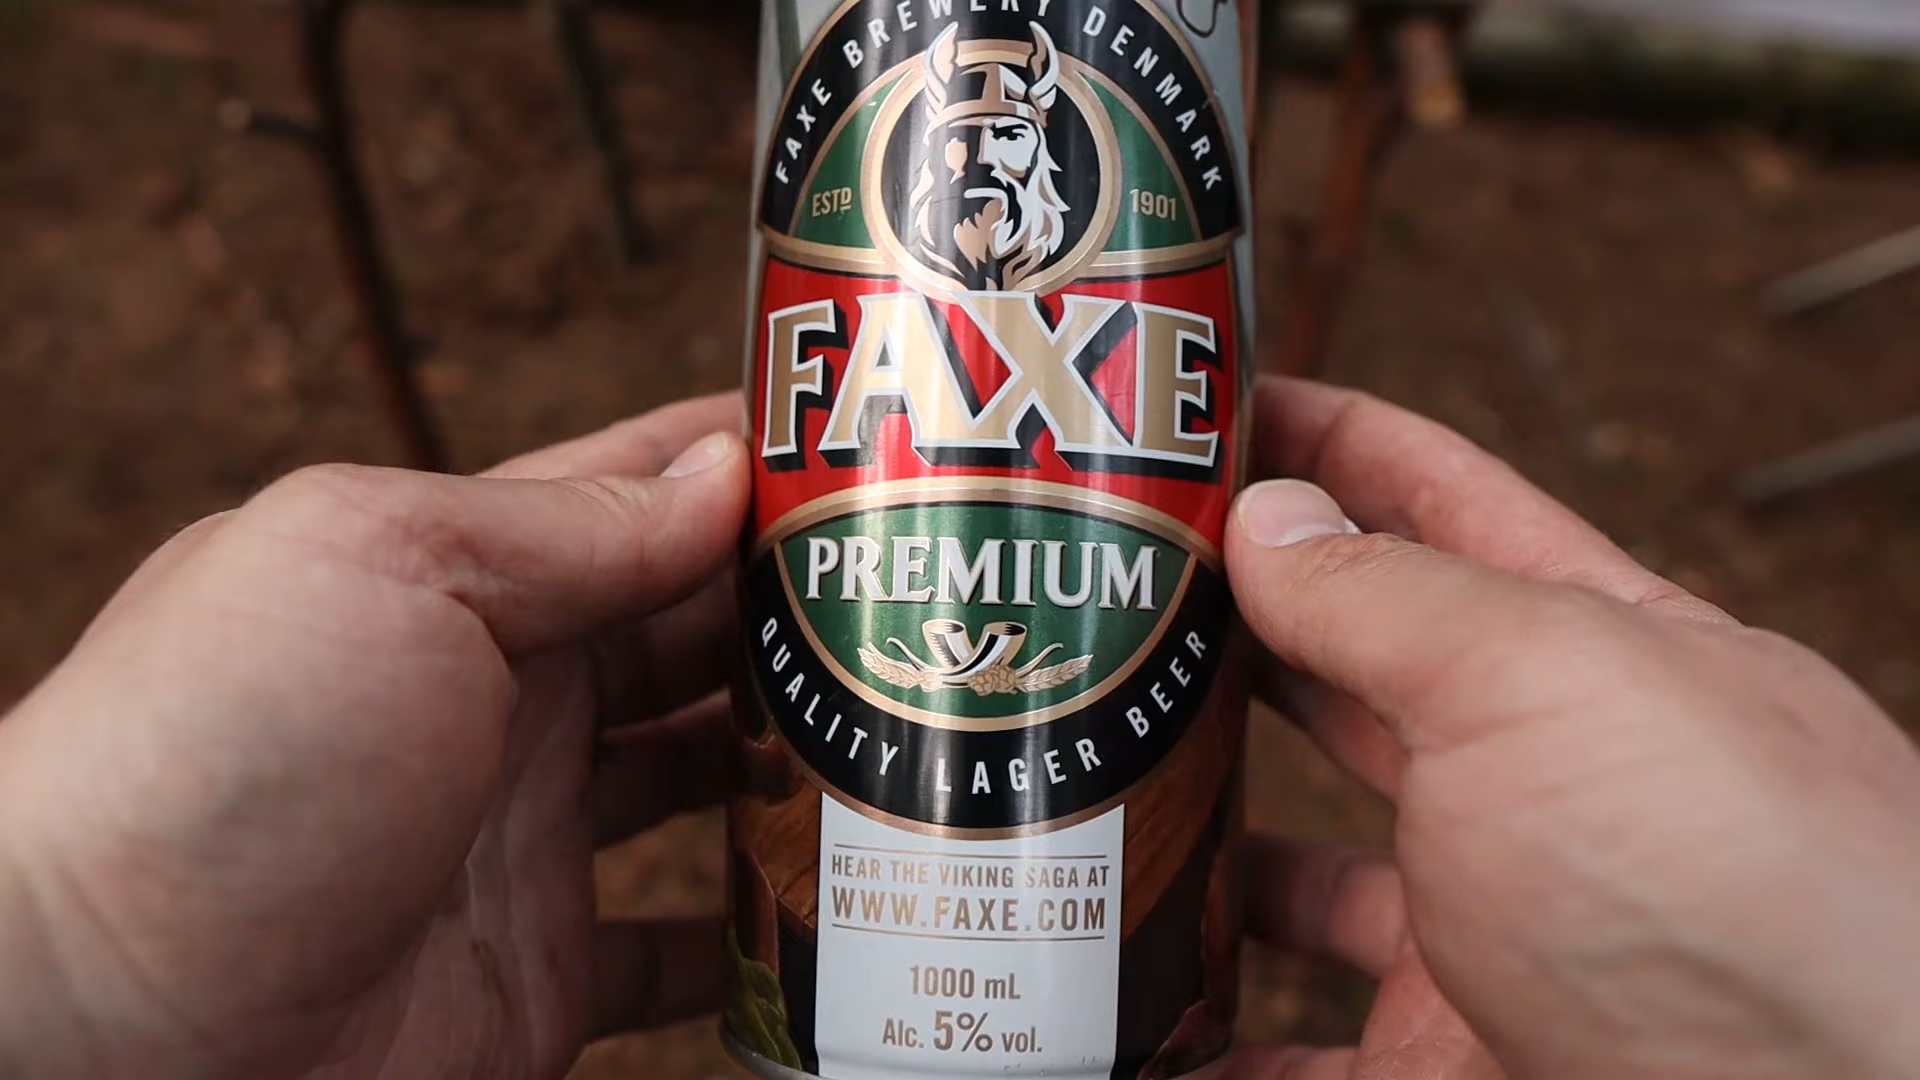 FAXE BREWERY DENMARK
ESTD 1901
FAXE
PREMIUM
QUALITY LAGER BEER
HEAR THE VIKING SAGA AT
WWW.FAXE.COM
1000 mL
Alc. 5% vol.